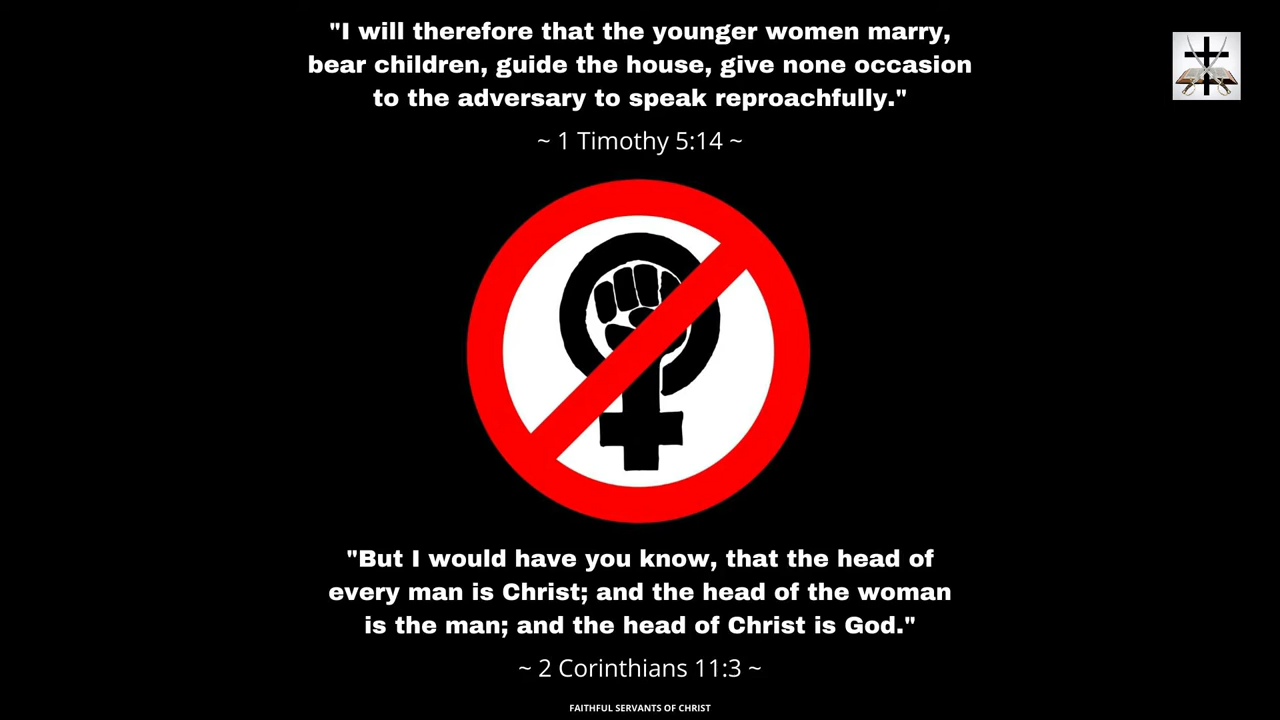 "I will therefore that the younger women marry,
bear children, guide the house, give none occasion
to the adversary to speak reproachfully."
~ 1 Timothy 5:14 ~
"But I would have you know, that the head of
every man is Christ; and the head of the woman
is the man; and the head of Christ is God."
~ 2 Corinthians 11:3 ~
FAITHFUL SERVANTS OF CHRIST